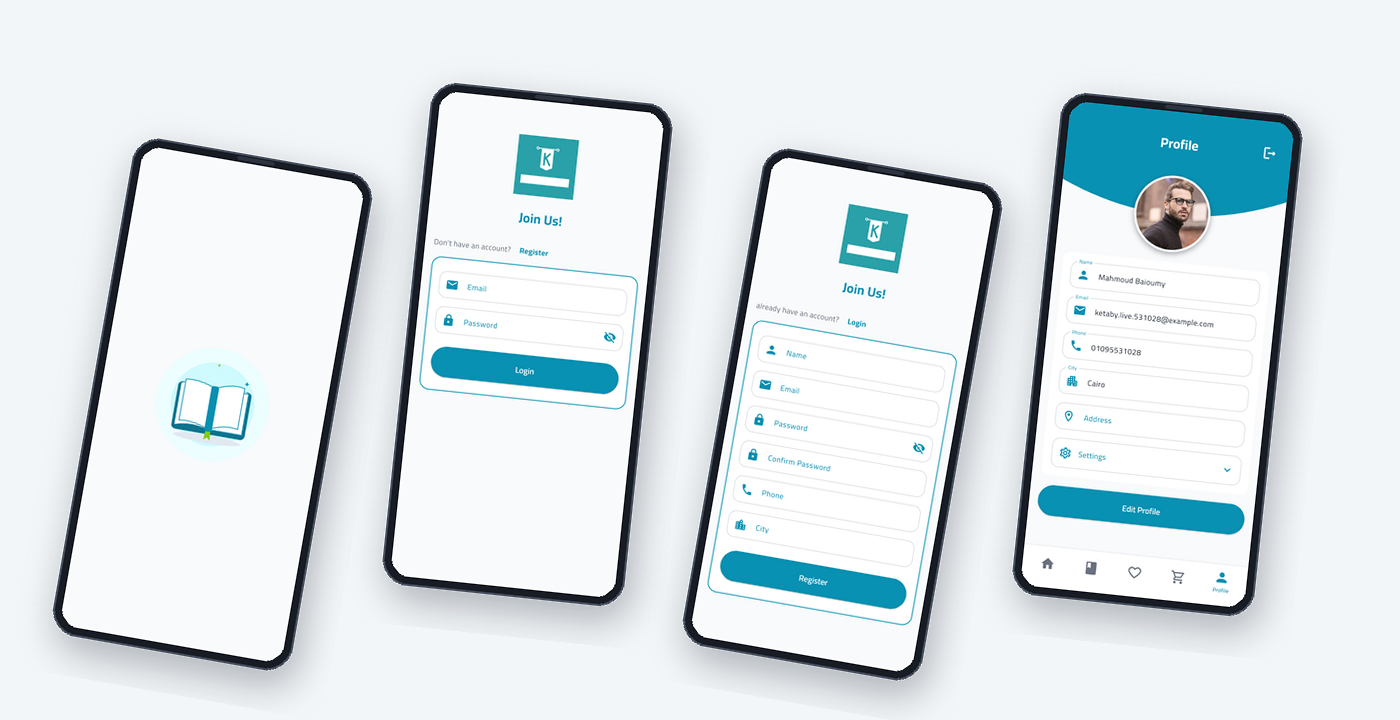 K
Join Us!
Don't have an account? Register
Email
Password
Login
K
Join Us!
already have an account? Login
Name
Email
Password
Confirm Password
Phone
City
Register
Profile
Name
Mahmoud Baioumy
Email
ketaby.live.531028@example.com
Phone
01095531028
City
Cairo
Address
Settings
Edit Profile
Profile